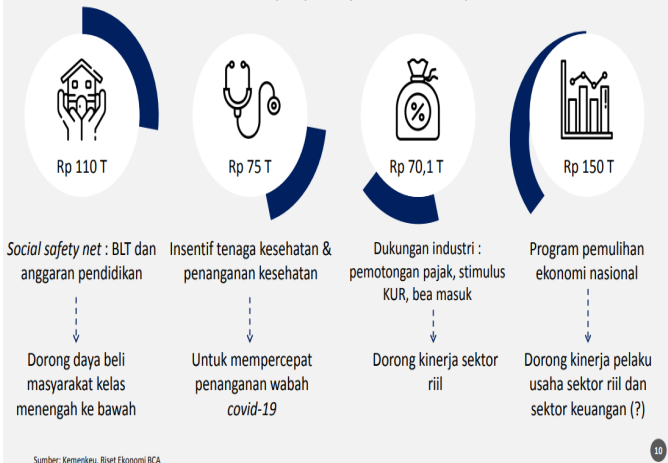 Rp 110 T
Rp 75 T
Rp 70,1 T
Rp 150 T
Social safety net : BLT dan
anggaran pendidikan
Insentif tenaga kesehatan &
penanganan kesehatan
Dukungan industri :
pemotongan pajak, stimulus
KUR, bea masuk
Program pemulihan
ekonomi nasional
Dorong daya beli
masyarakat kelas
menengah ke bawah
Untuk mempercepat
penanganan wabah
covid-19
Dorong kinerja sektor
riil
Dorong kinerja pelaku
usaha sektor riil dan
sektor keuangan (?)
Sumber: Kemenkeu, Riset Ekonomi BCA
10